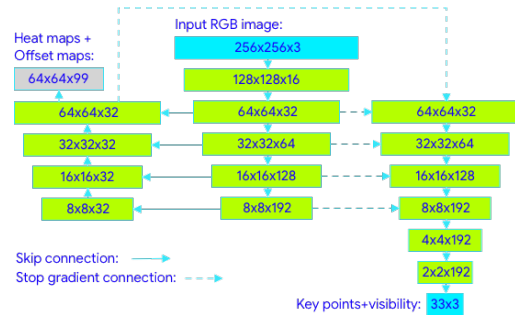 Input RGB image:
Heat maps +
Offset maps:
256x256x3
64x64x99
128x128x16
64x64x32
64x64x32
64x64x32
32x32x32
32x32x64
32x32x64
16x16x32
16x16x128
16x16x128
8x8x32
8x8x192
8x8x192
4x4x192
Skip connection:
2x2x192
Stop gradient connection:
Key points+visibility:
33x3